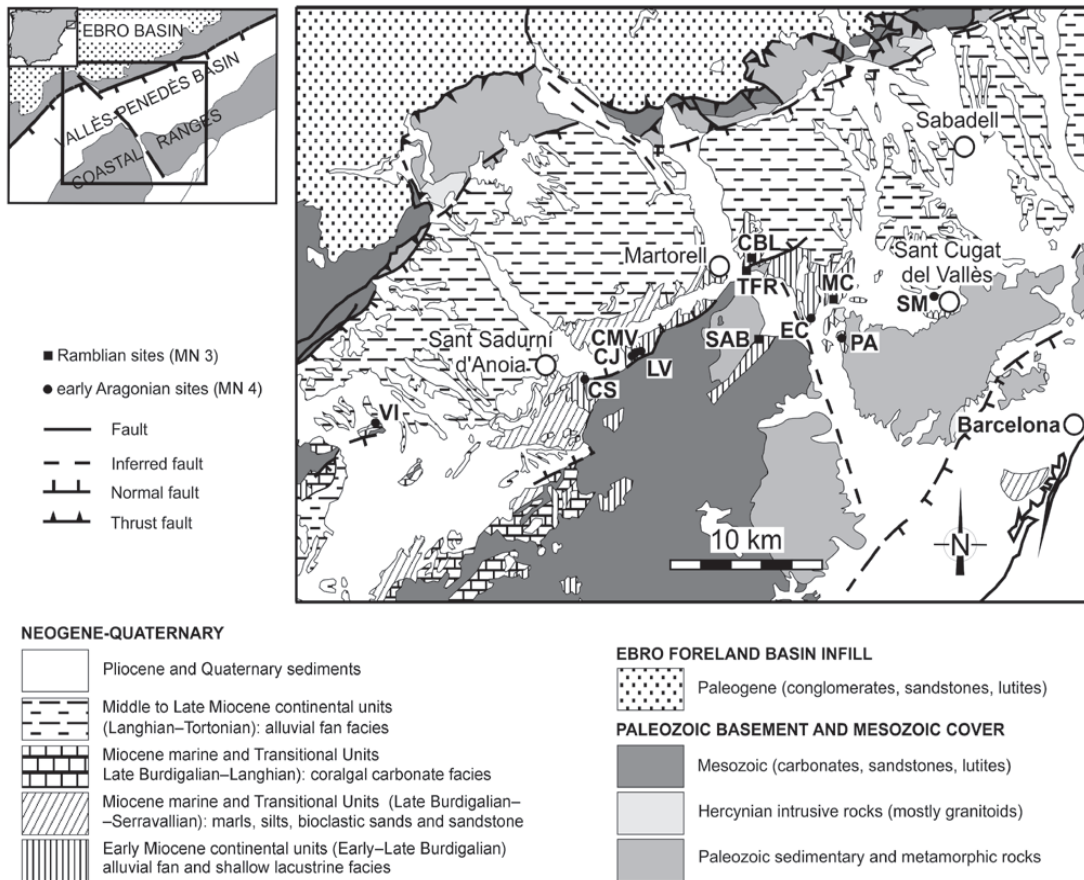 EBRO BASIN
VALLÈS-PENEDÈS BASIN
COASTAL RANGES
Sabadell
Martorell
CBL
TFR
Sant Cugat
del Vallès
MC
SM
EC
PA
SAB
CMV
CJ
LV
Sant Sadurní
d'Anoia
CS
VI
Barcelona
10 km
N
Ramblian sites (MN 3)
early Aragonian sites (MN 4)
Fault
Inferred fault
Normal fault
Thrust fault
NEOGENE-QUATERNARY
Pliocene and Quaternary sediments
Middle to Late Miocene continental units
(Langhian–Tortonian): alluvial fan facies
Miocene marine and Transitional Units
Late Burdigalian–Langhian): coralgal carbonate facies
Miocene marine and Transitional Units (Late Burdigalian–
–Serravallian): marls, silts, bioclastic sands and sandstone
Early Miocene continental units (Early–Late Burdigalian)
alluvial fan and shallow lacustrine facies
EBRO FORELAND BASIN INFILL
Paleogene (conglomerates, sandstones, lutites)
PALEOZOIC BASEMENT AND MESOZOIC COVER
Mesozoic (carbonates, sandstones, lutites)
Hercynian intrusive rocks (mostly granitoids)
Paleozoic sedimentary and metamorphic rocks